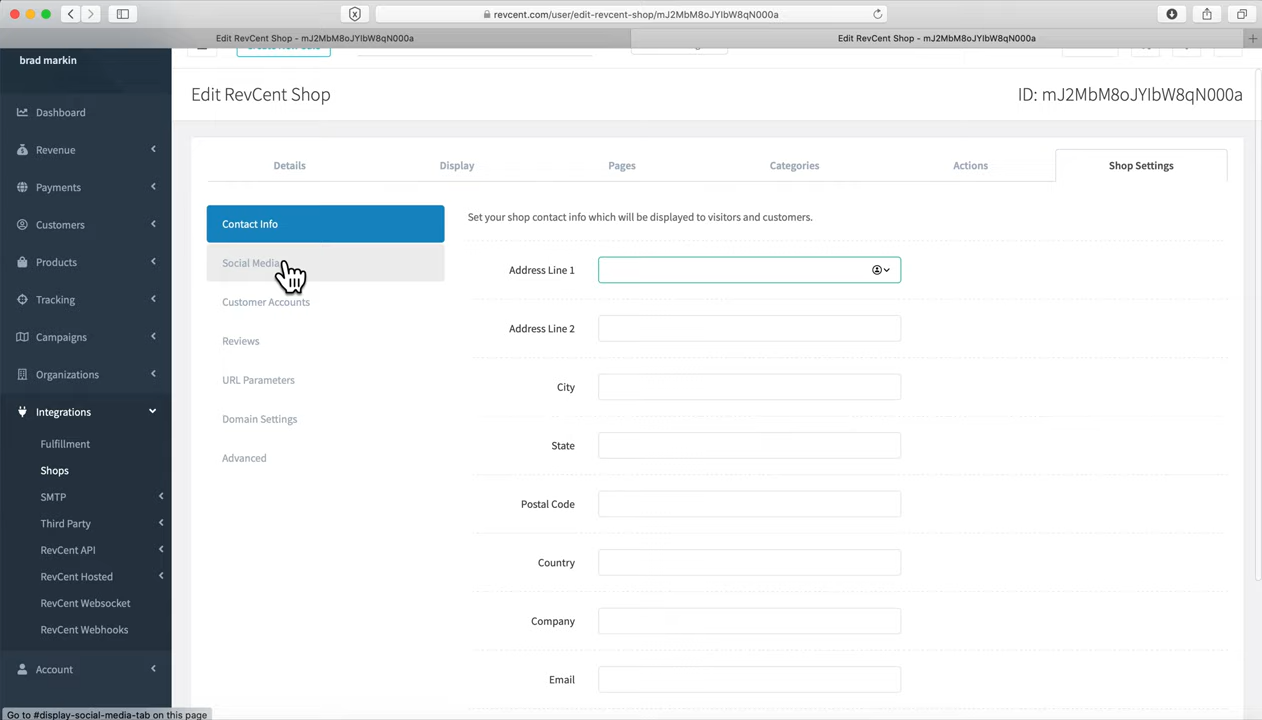 revcent.com/user/edit-revcent-shop/mJ2MbM8oJYIbW8qN000a
Edit RevCent Shop - mJ2MbM8oJYIbW8qN000a
Edit RevCent Shop - mJ2MbM8oJYIbW8qN000a
brad markin
Dashboard
Revenue
Payments
Customers
Products
Tracking
Campaigns
Organizations
Integrations
Fulfillment
Shops
SMTP
Third Party
RevCent API
RevCent Hosted
RevCent Websocket
RevCent Webhooks
Account
Edit RevCent Shop
ID: mJ2MbM8oJYIbW8qN000a
Details
Display
Pages
Categories
Actions
Shop Settings
Contact Info
Social Media
Customer Accounts
Reviews
URL Parameters
Domain Settings
Advanced
Set your shop contact info which will be displayed to visitors and customers.
Address Line 1
Address Line 2
City
State
Postal Code
Country
Company
Email
Go to #display-social-media-tab on this page